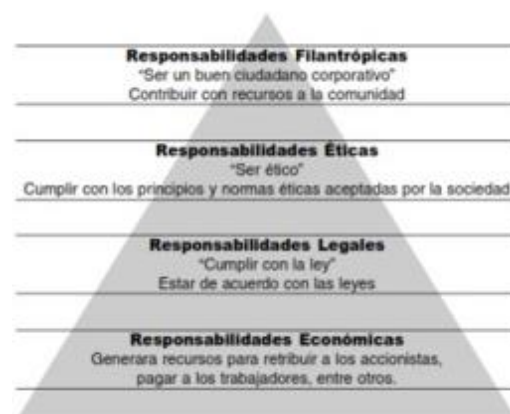 Responsabilidades Filantrópicas
“Ser un buen ciudadano corporativo”
Contribuir con recursos a la comunidad
Responsabilidades Éticas
“Ser ético”
Cumplir con los principios y normas éticas aceptadas por la sociedad
Responsabilidades Legales
“Cumplir con la ley”
Estar de acuerdo con las leyes
Responsabilidades Económicas
Generara recursos para retribuir a los accionistas,
pagar a los trabajadores, entre otros.